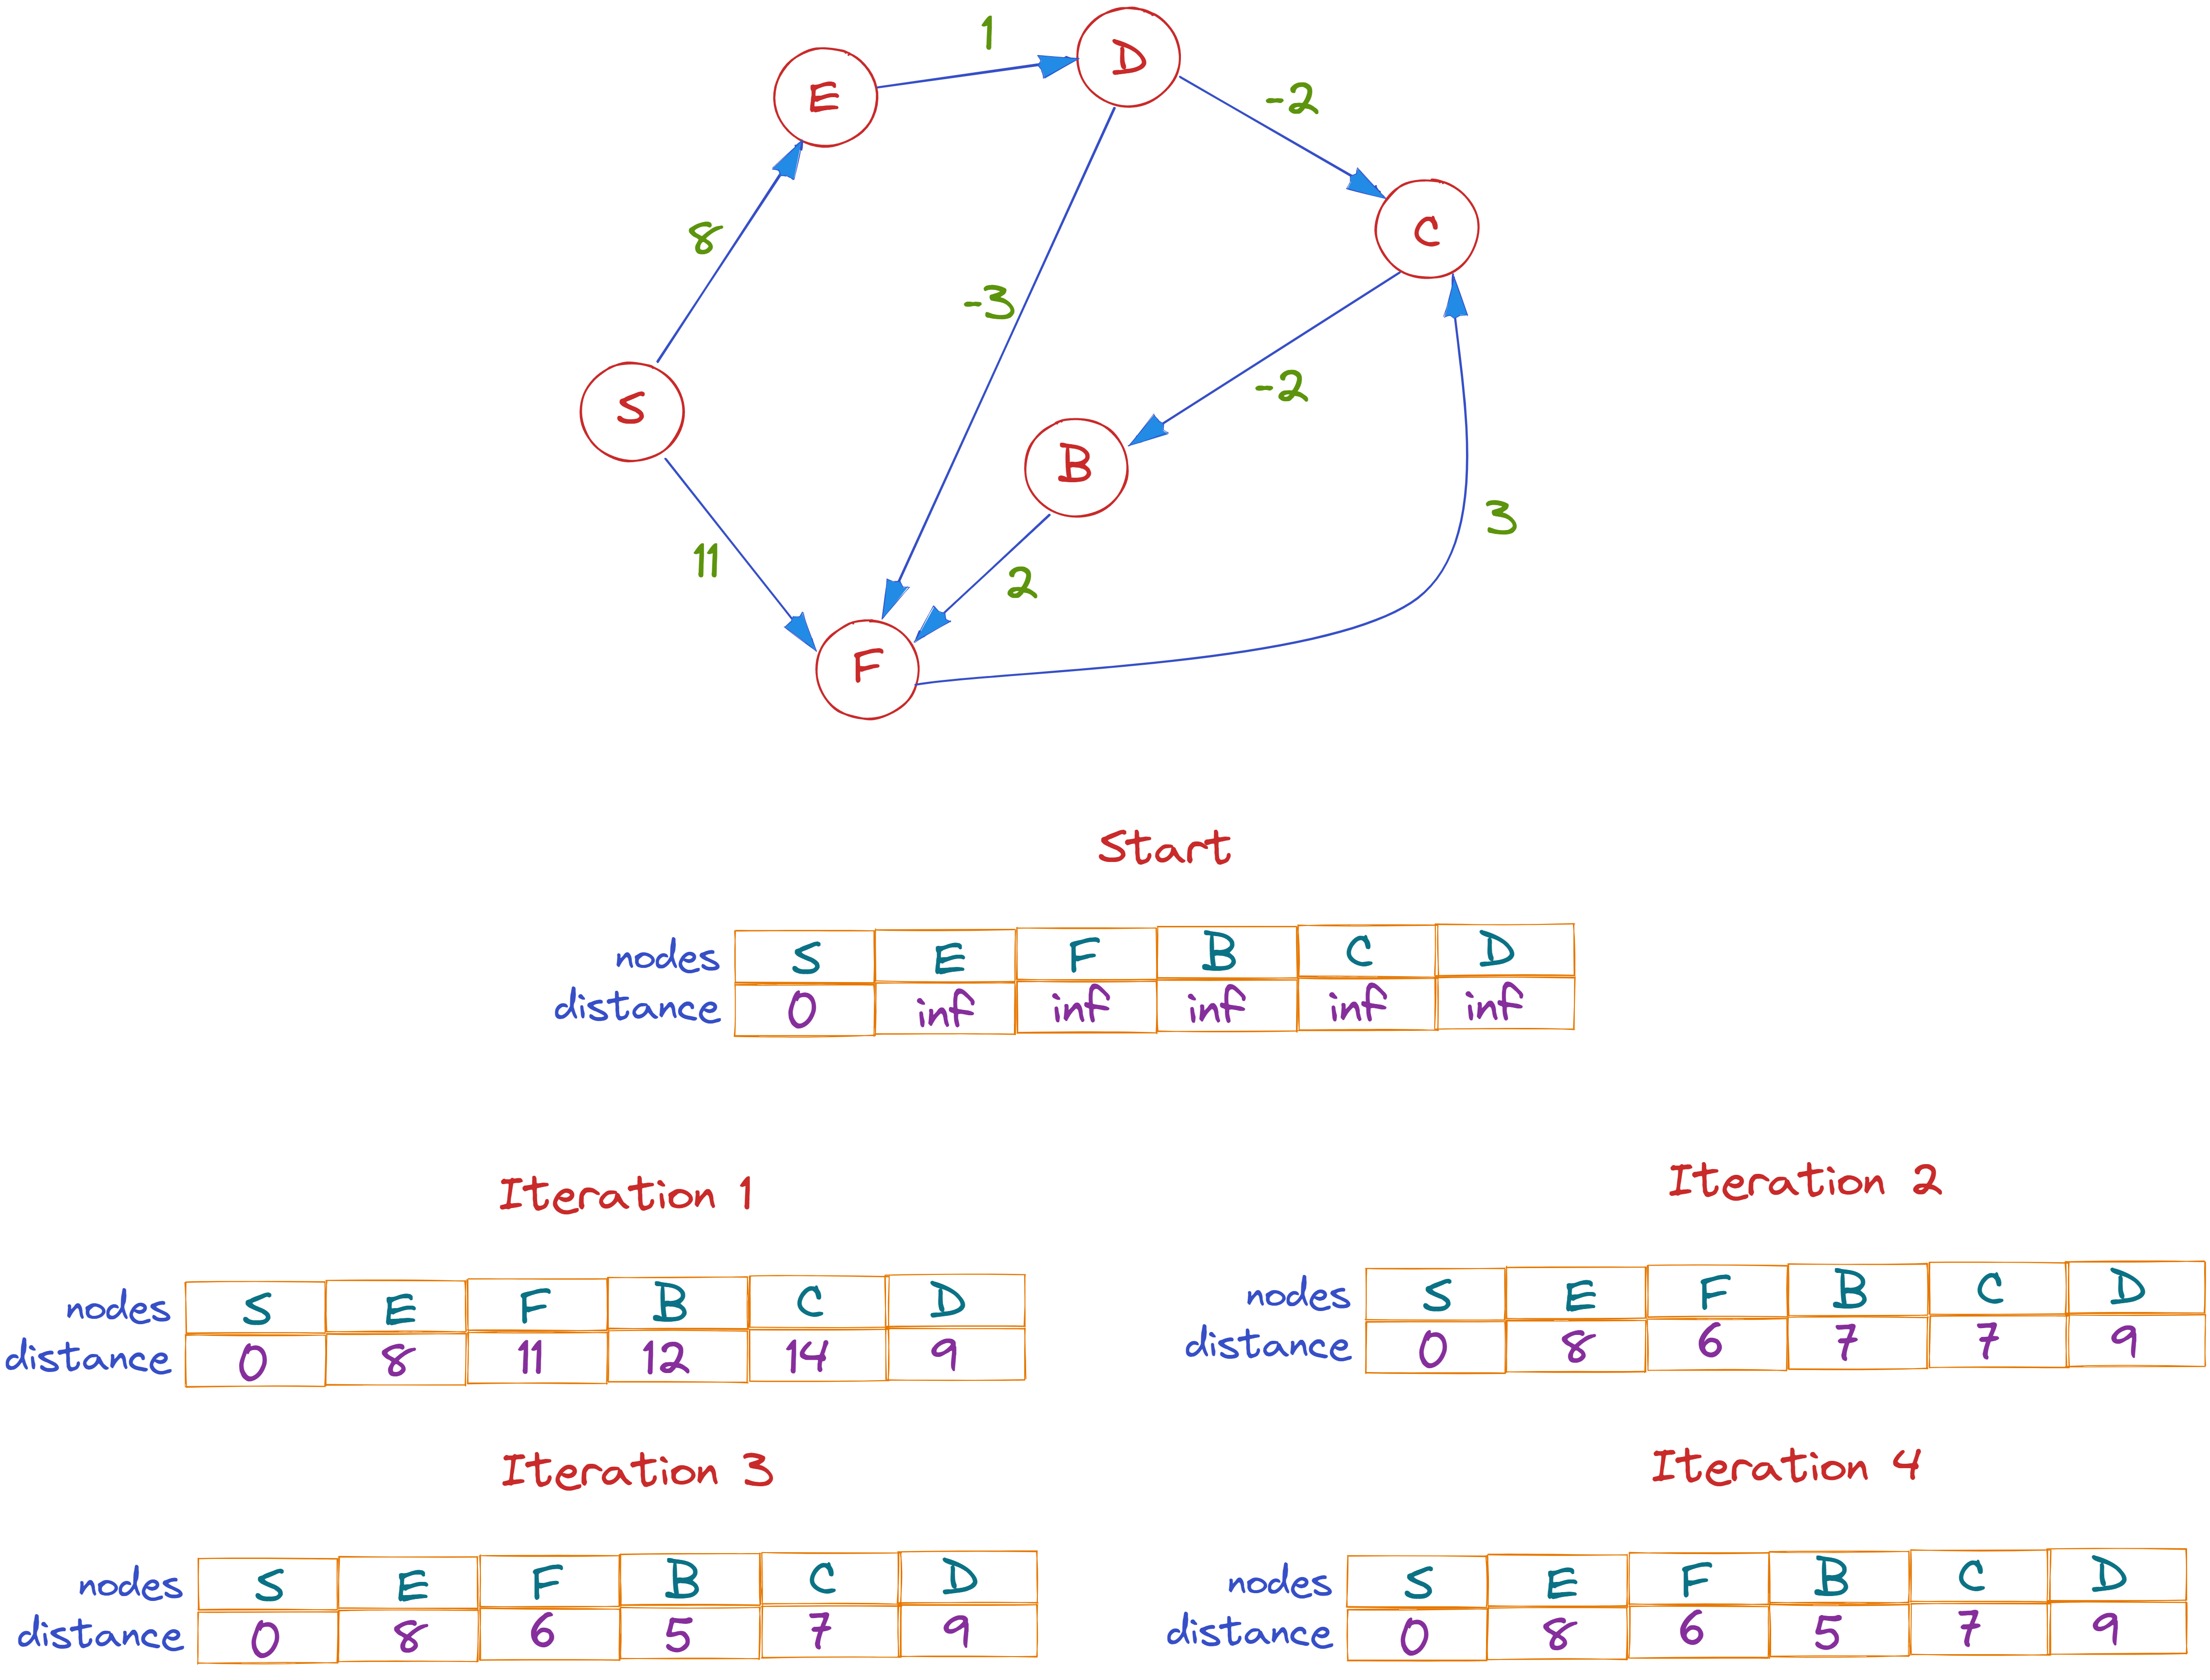 1
D
E
-2
C
8
-3
S
-2
B
3
11
2
F
Start
nodes S E F B C D
distance 0 inf inf inf inf inf
Iteration 1
nodes S E F B C D
distance 0 8 11 12 14 9
Iteration 2
nodes S E F B C D
distance 0 8 6 7 7 9
Iteration 3
nodes S E F B C D
distance 0 8 6 5 7 9
Iteration 4
nodes S E F B C D
distance 0 8 6 5 7 9